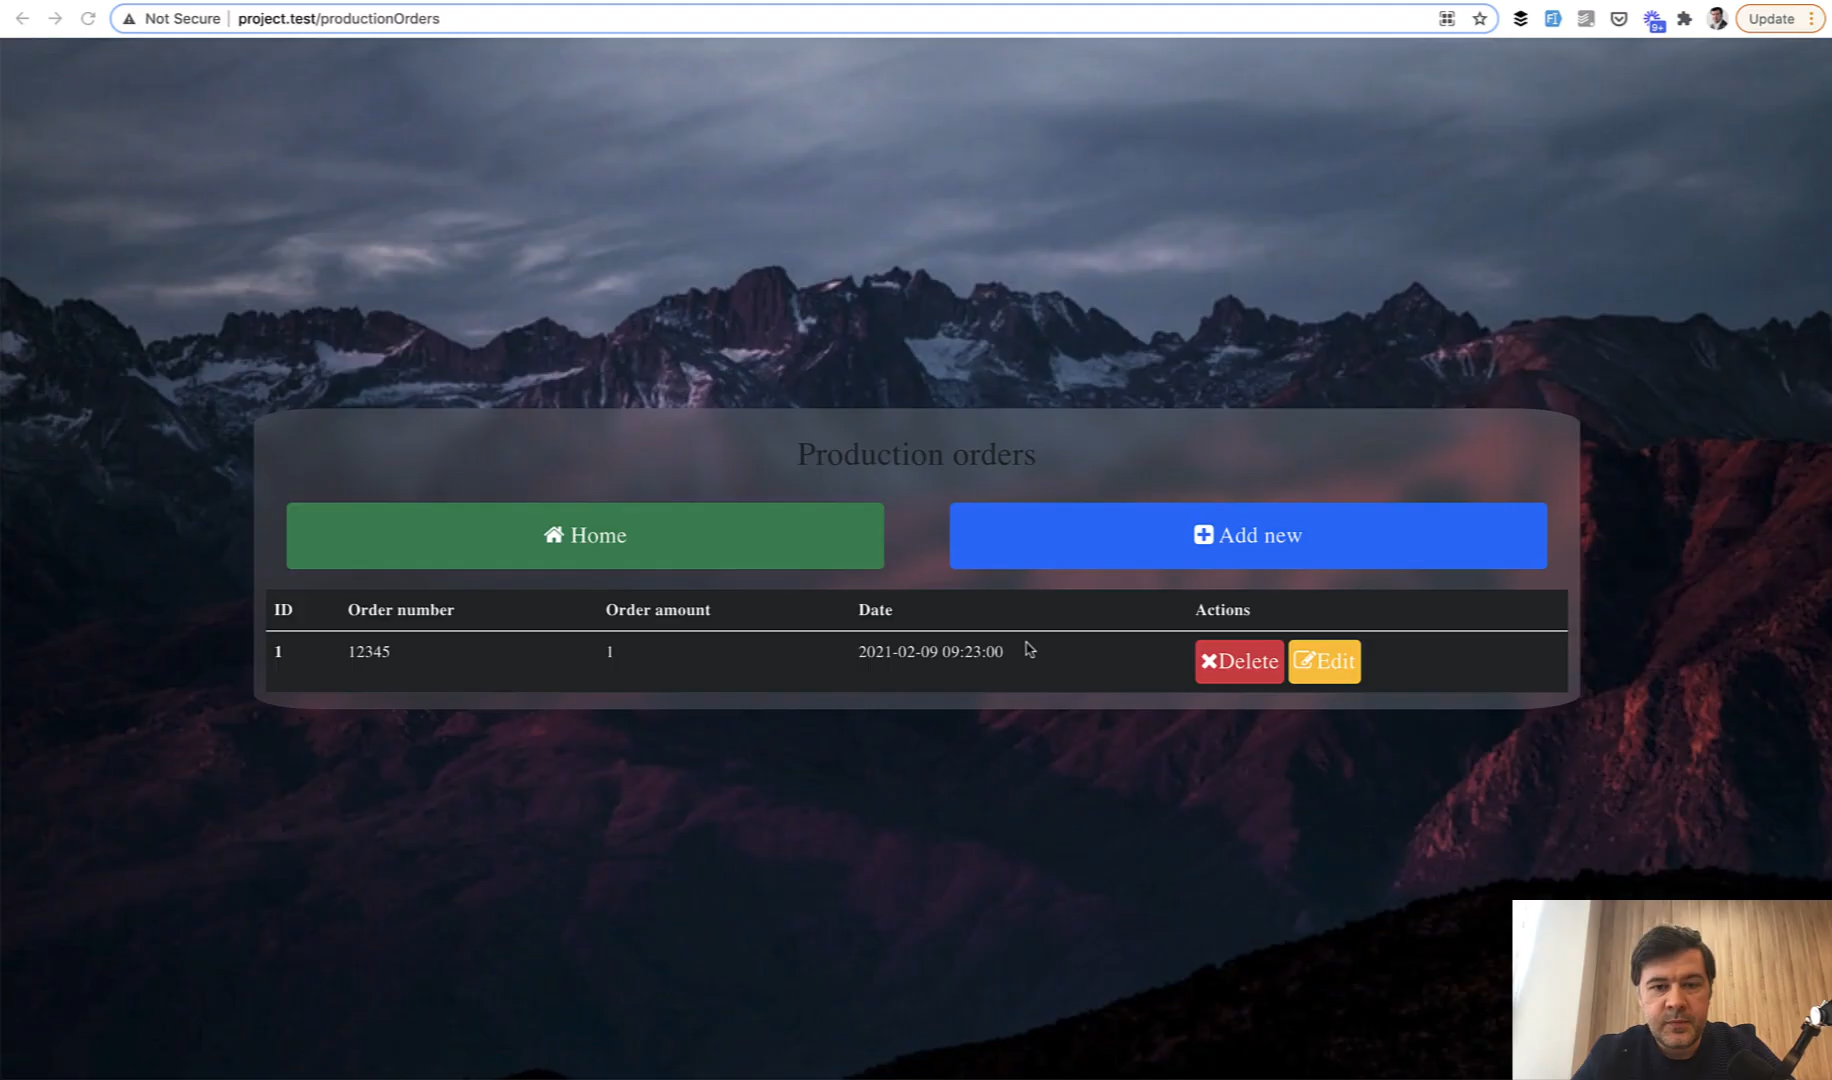 Not Secure project.test/productionOrders
9+
Update
Production orders
Home
Add new
ID Order number Order amount Date Actions
1 12345 1 2021-02-09 09:23:00 Delete Edit